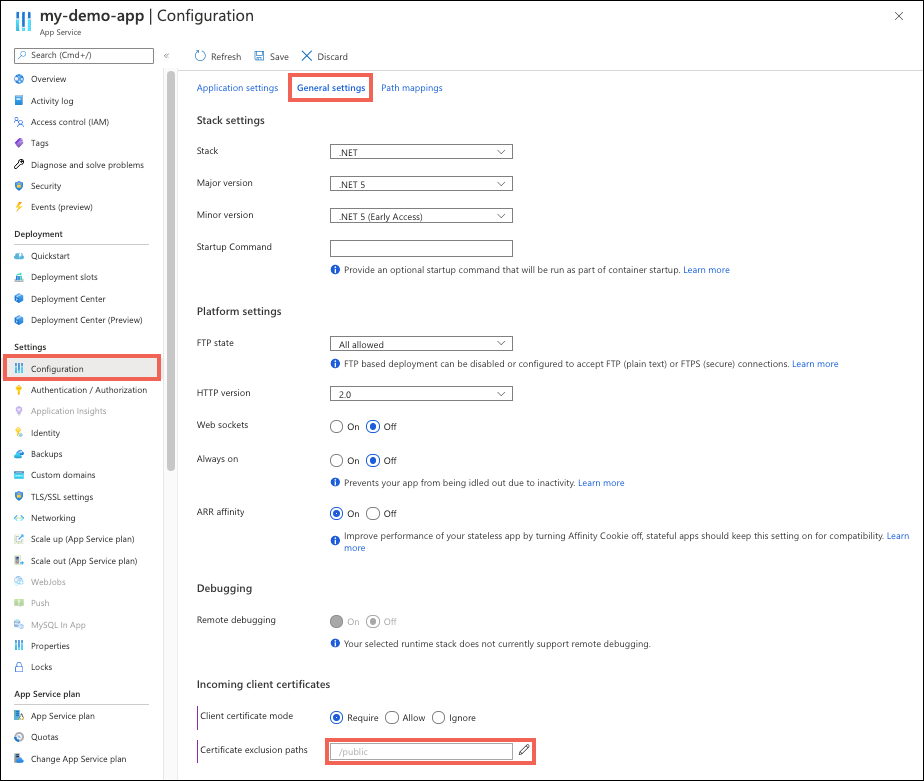 my-demo-app | Configuration
App Service
Search (Cmd+/)
«
Overview
Activity log
Access control (IAM)
Tags
Diagnose and solve problems
Security
Events (preview)
Deployment
Quickstart
Deployment slots
Deployment Center
Deployment Center (Preview)
Settings
Configuration
Authentication / Authorization
Application Insights
Identity
Backups
Custom domains
TLS/SSL settings
Networking
Scale up (App Service plan)
Scale out (App Service plan)
WebJobs
Push
MySQL In App
Properties
Locks
App Service plan
App Service plan
Quotas
Change App Service plan
Refresh Save Discard
Application settings General settings Path mappings
Stack settings
Stack .NET
Major version .NET 5
Minor version .NET 5 (Early Access)
Startup Command
Provide an optional startup command that will be run as part of container startup. Learn more
Platform settings
FTP state All allowed
FTP based deployment can be disabled or configured to accept FTP (plain text) or FTPS (secure) connections. Learn more
HTTP version 2.0
Web sockets On Off
Always on On Off
Prevents your app from being idled out due to inactivity. Learn more
ARR affinity On Off
Improve performance of your stateless app by turning Affinity Cookie off, stateful apps should keep this setting on for compatibility. Learn
more
Debugging
Remote debugging On Off
Your selected runtime stack does not currently support remote debugging.
Incoming client certificates
Client certificate mode Require Allow Ignore
Certificate exclusion paths /public